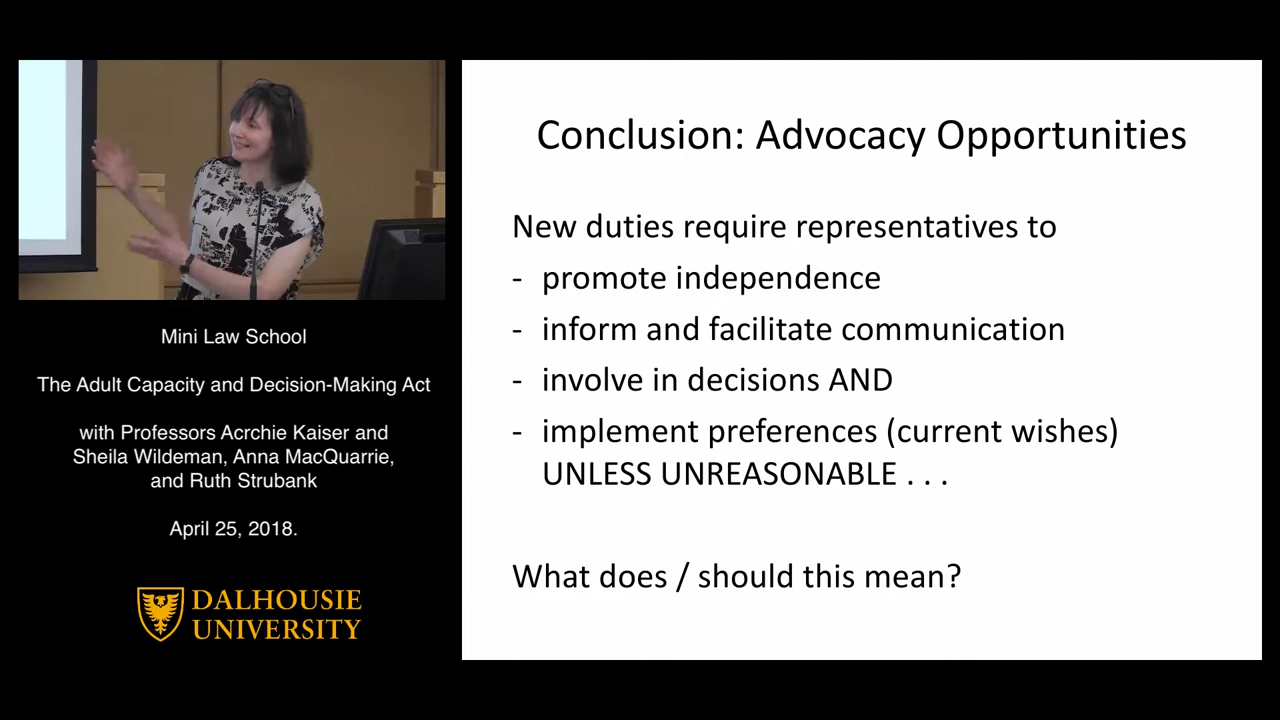 Mini Law School
The Adult Capacity and Decision-Making Act
with Professors Acrchie Kaiser and
Sheila Wildeman, Anna MacQuarrie,
and Ruth Strubank
April 25, 2018.
DALHOUSIE
UNIVERSITY
Conclusion: Advocacy Opportunities
New duties require representatives to
- promote independence
- inform and facilitate communication
- involve in decisions AND
- implement preferences (current wishes)
UNLESS UNREASONABLE . . .
What does / should this mean?